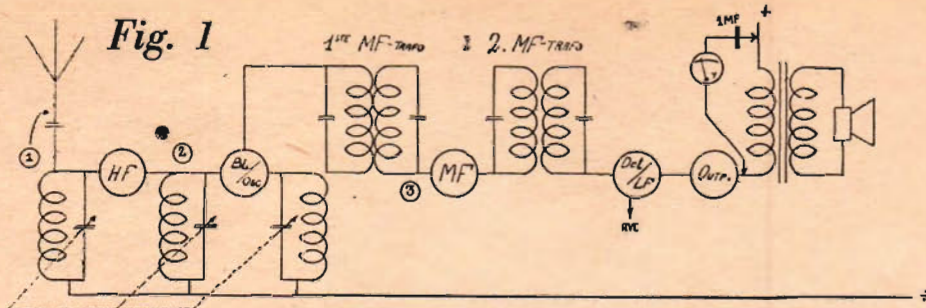 Fig. 1
1STE MF-TRAFO
2. MF-TRAFO
1MF
+
V
1
HF
2
BL/OSC
3
MF
Det/LF
OUTP.
RVC